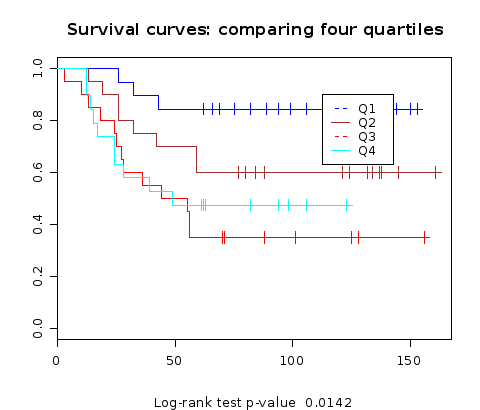 Survival curves: comparing four quartiles
1.0
0.8
0.6
0.4
0.2
0.0
Q1
Q2
Q3
Q4
0 50 100 150
Log-rank test p-value 0.0142